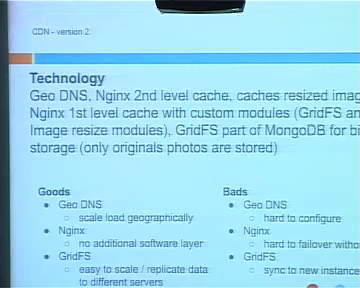 CDN - version 2
Technology
Geo DNS, Nginx 2nd level cache, caches resized imag
Nginx 1st level cache with custom modules (GridFS an
Image resize modules), GridFS part of MongoDB for bi
storage (only originals photos are stored)
Goods
Geo DNS
scale load geographically
Nginx
no additional software layer
GridFS
easy to scale / replicate data
to different servers
Bads
Geo DNS
hard to configure
Nginx
hard to failover witho
GridFS
sync to new instance